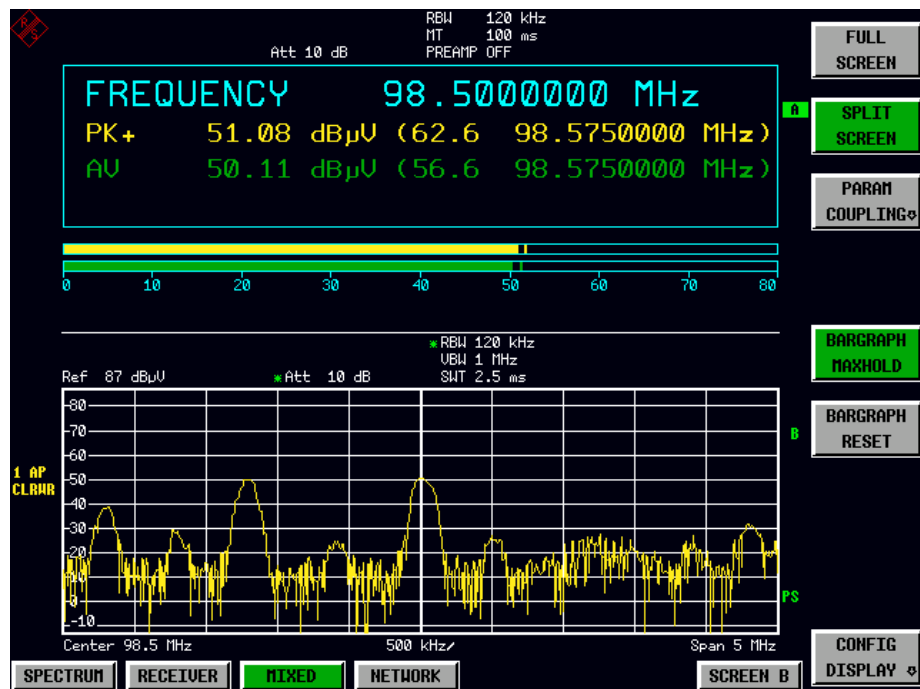 R
S
RBW 120 kHz
MT 100 ms
Att 10 dB PREAMP OFF
FREQUENCY 98.5000000 MHz
PK+ 51.08 dBµV (62.6 98.5750000 MHz)
AV 50.11 dBµV (56.6 98.5750000 MHz)
A
0 10 20 30 40 50 60 70 80
*RBW 120 kHz
VBW 1 MHz
Ref 87 dBµV *Att 10 dB SWT 2.5 ms
80
70
B
60
1 AP
CLRWR
50
40
30
20
10
0
PS
-10
Center 98.5 MHz 500 kHz/ Span 5 MHz
FULL
SCREEN
SPLIT
SCREEN
PARAM
COUPLING
BARGRAPH
MAXHOLD
BARGRAPH
RESET
CONFIG
DISPLAY
SPECTRUM RECEIVER MIXED NETWORK SCREEN B